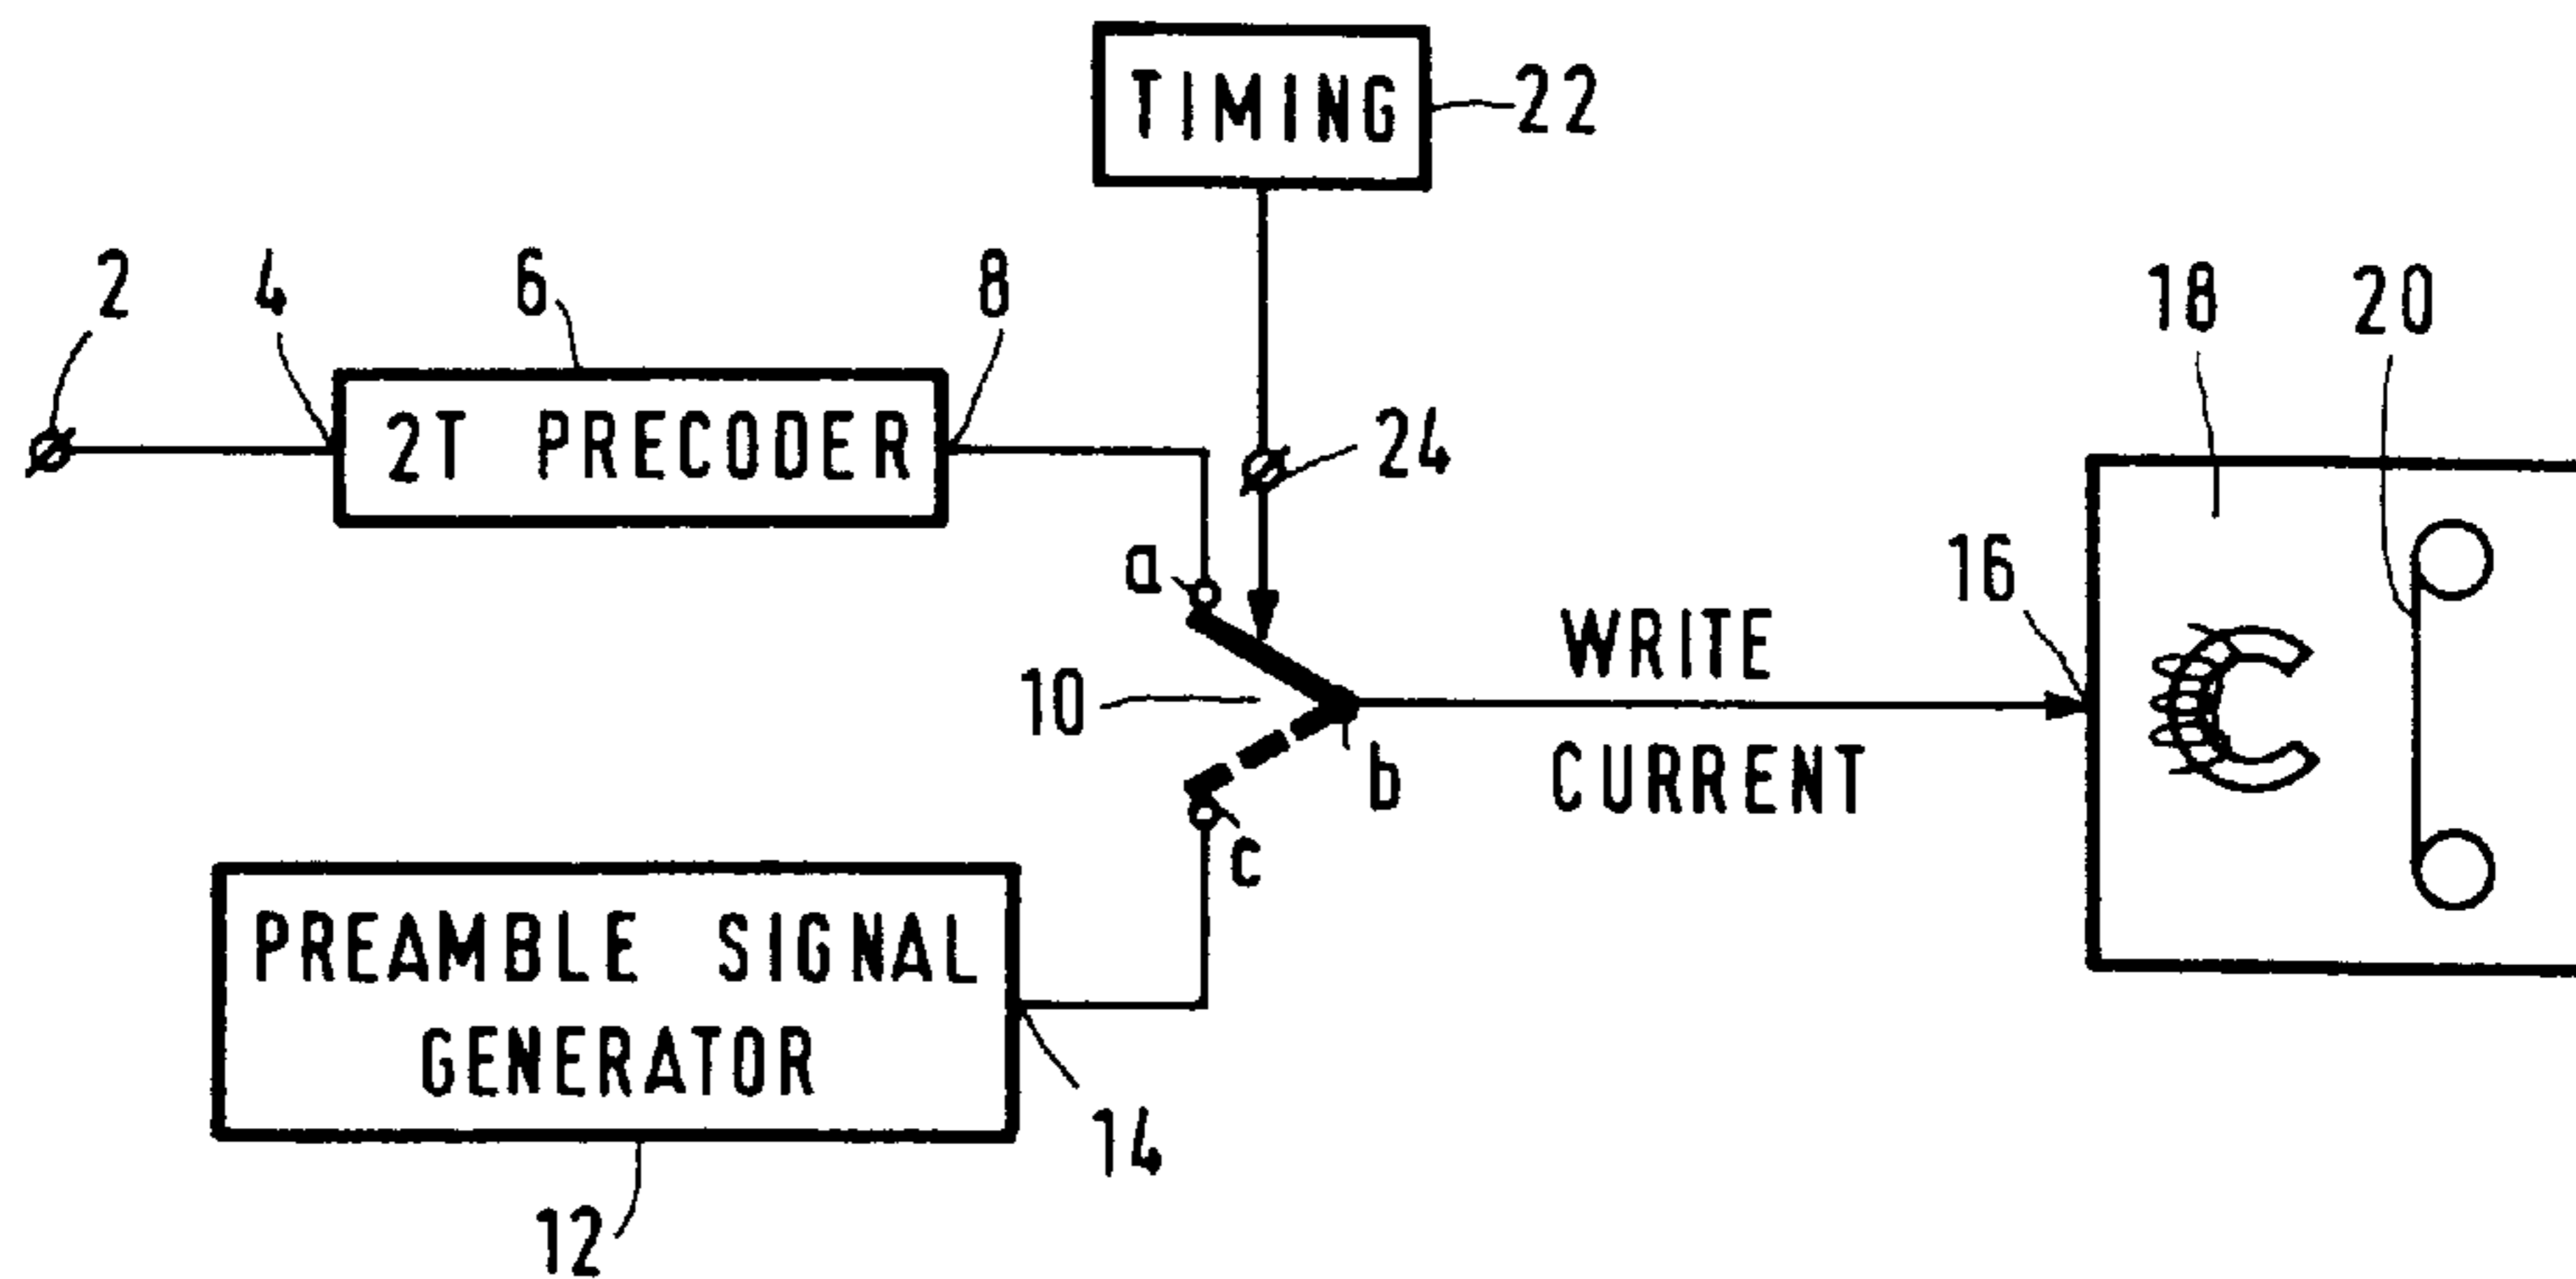 TIMING
22
2
4
6
8
18
20
2T PRECODER
24
a
16
10
WRITE
CURRENT
b
c
PREAMBLE SIGNAL
GENERATOR
14
12